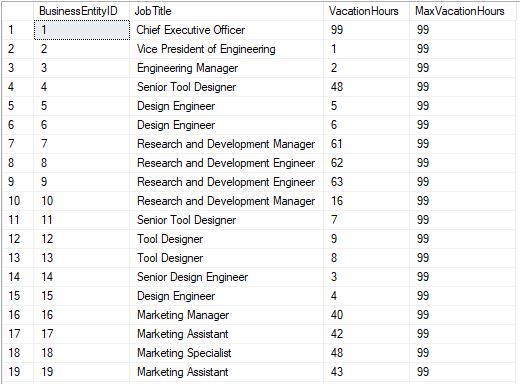 BusinessEntityID JobTitle VacationHours MaxVacationHours
1 1 Chief Executive Officer 99 99
2 2 Vice President of Engineering 1 99
3 3 Engineering Manager 2 99
4 4 Senior Tool Designer 48 99
5 5 Design Engineer 5 99
6 6 Design Engineer 6 99
7 7 Research and Development Manager 61 99
8 8 Research and Development Engineer 62 99
9 9 Research and Development Engineer 63 99
10 10 Research and Development Manager 16 99
11 11 Senior Tool Designer 7 99
12 12 Tool Designer 9 99
13 13 Tool Designer 8 99
14 14 Senior Design Engineer 3 99
15 15 Design Engineer 4 99
16 16 Marketing Manager 40 99
17 17 Marketing Assistant 42 99
18 18 Marketing Specialist 48 99
19 19 Marketing Assistant 43 99